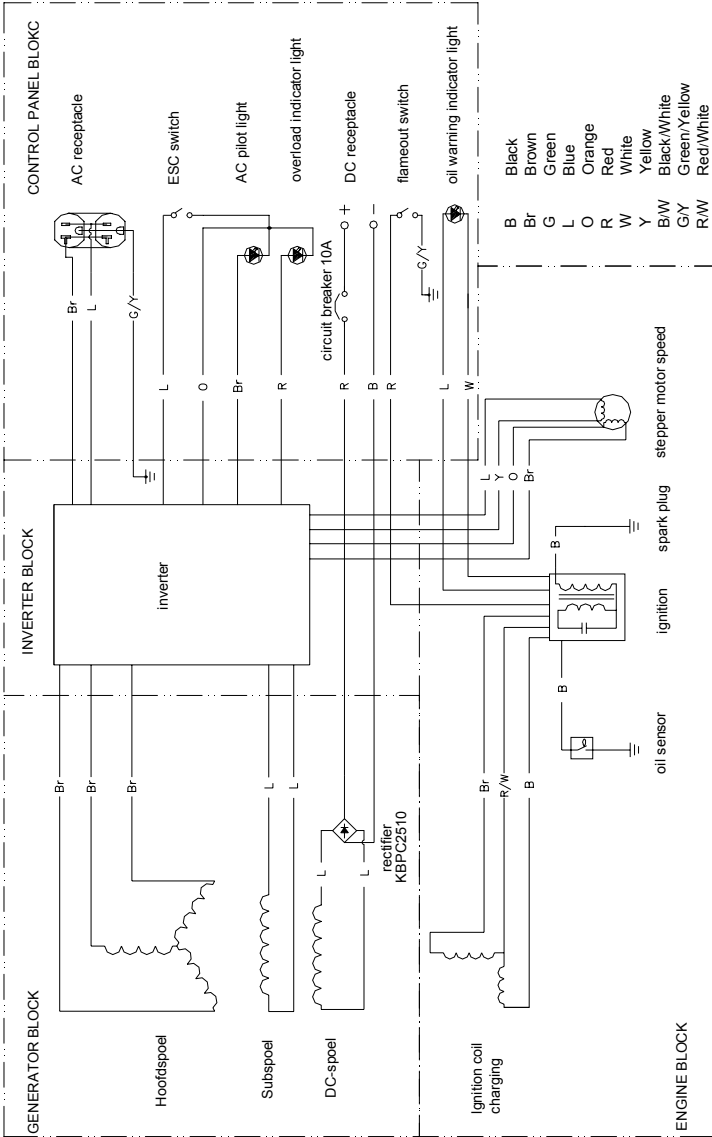 CONTROL PANEL BLOKC
AC receptacle
ESC switch
AC pilot light
overload indicator light
DC receptacle
flameout switch
oil warning indicator light
circuit breaker 10A
+
−
G/Y
Br
L
G/Y
L
O
Br
R
R
B
R
L
W
B Black
Br Brown
G Green
L Blue
O Orange
R Red
W White
Y Yellow
B/W Black/White
G/Y Green/Yellow
R/W Red/White
INVERTER BLOCK
inverter
L
Y
O
Br
stepper motor speed
spark plug
ignition
oil sensor
B
B
GENERATOR BLOCK
Br
Br
Br
L
L
L
L
rectifier
KBPC2510
Hoofdspoel
Subspoel
DC-spoel
Br
R/W
B
Ignition coil
charging
ENGINE BLOCK